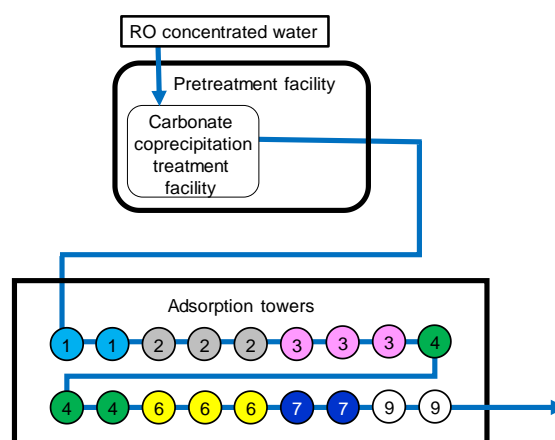 RO concentrated water
Pretreatment facility
Carbonate
coprecipitation
treatment
facility
Adsorption towers
1 1 2 2 2 3 3 3 4
4 4 6 6 6 7 7 9 9